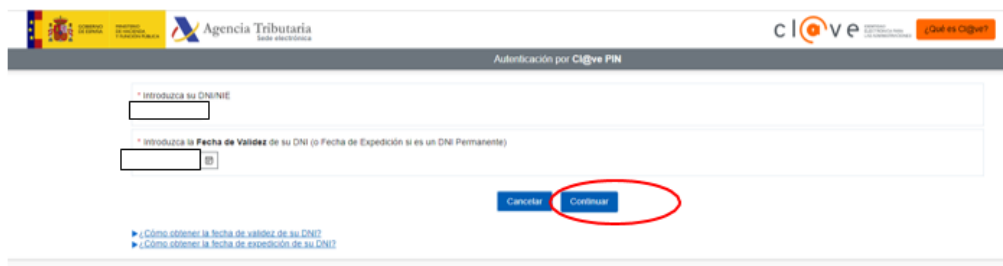 GOBIERNO DE ESPAÑA
MINISTERIO DE HACIENDA Y FUNCIÓN PÚBLICA
Agencia Tributaria
Sede electrónica
cl@ve
¿Qué es Cl@ve?
Autenticación por Cl@ve PIN
* Introduzca su DNI/NIE
* Introduzca la Fecha de Validez de su DNI (o Fecha de Expedición si es un DNI Permanente)
Cancelar Continuar
▶¿Cómo obtener la fecha de validez de su DNI?
▶¿Cómo obtener la fecha de expedición de su DNI?